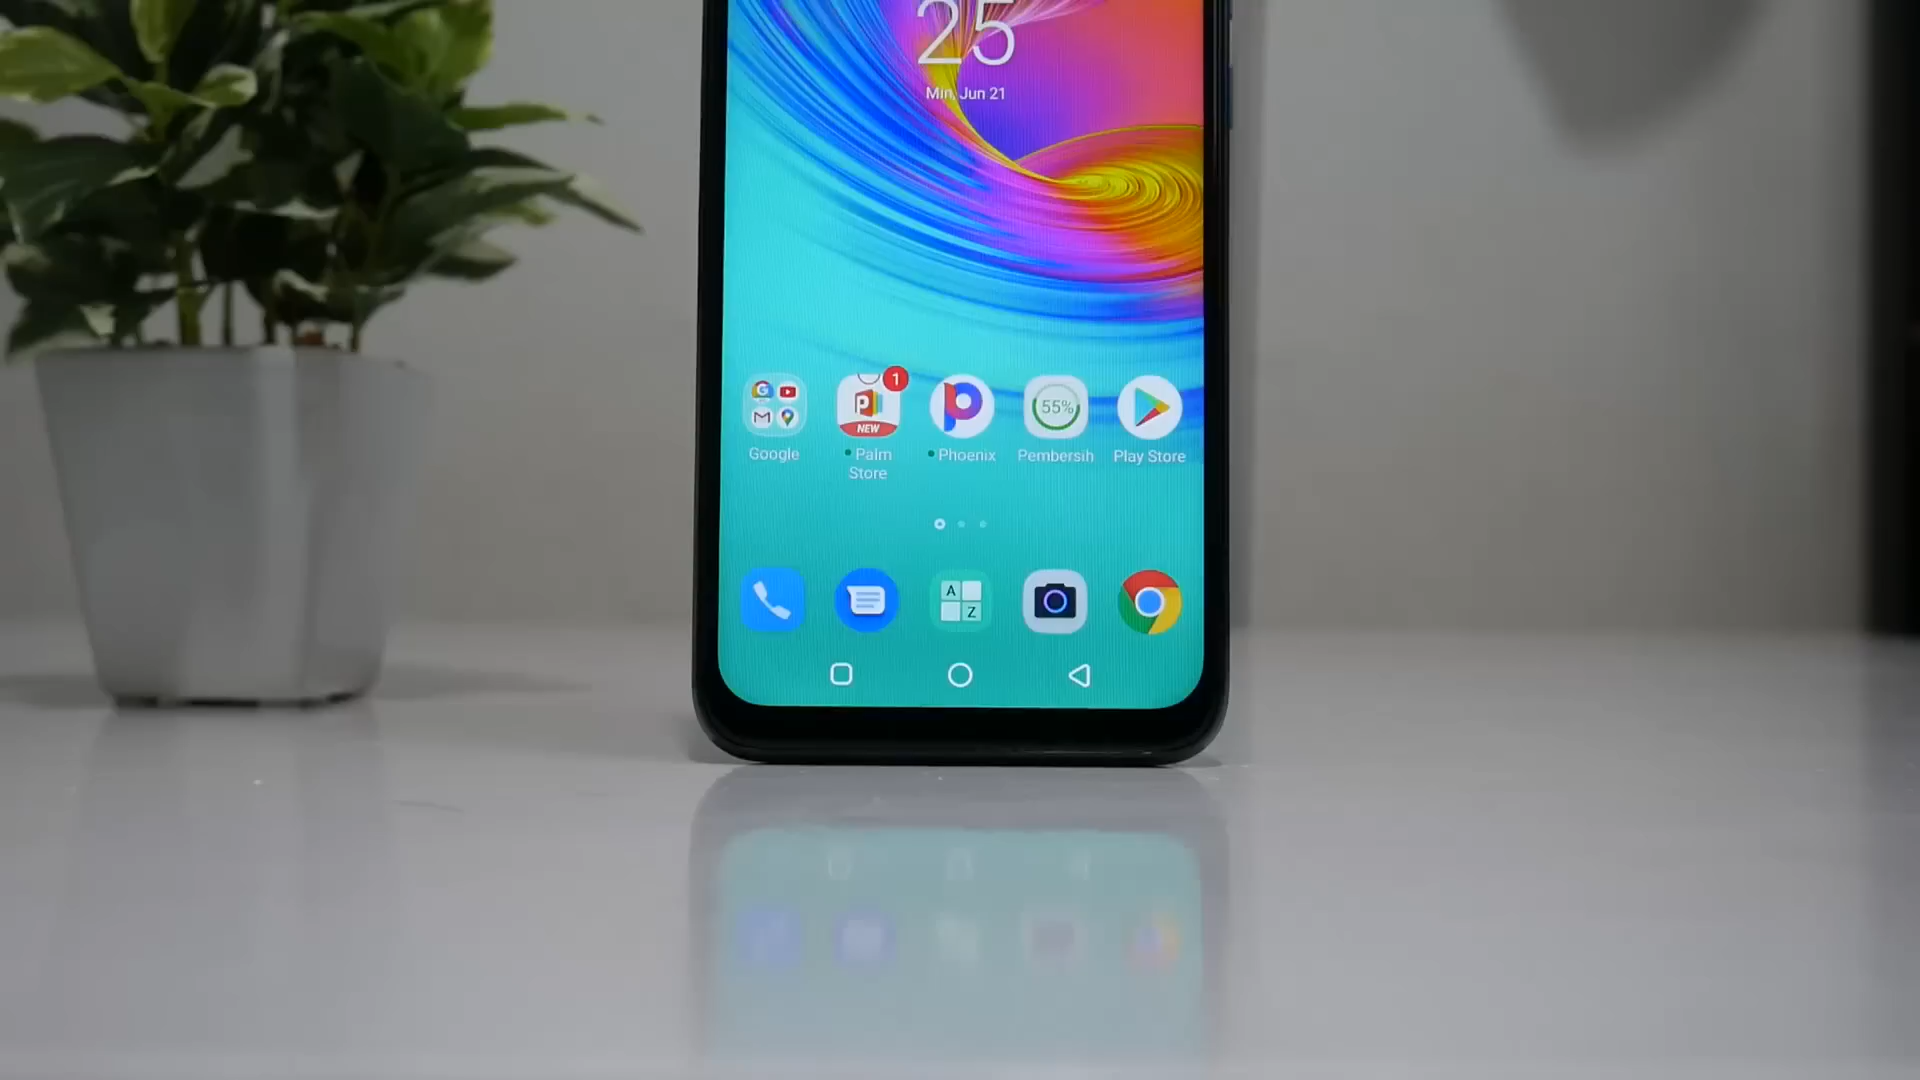 25
Min, Jun 21
1
P
NEW
55%
Google
Palm
Store
Phoenix
Pembersih
Play Store
A
Z